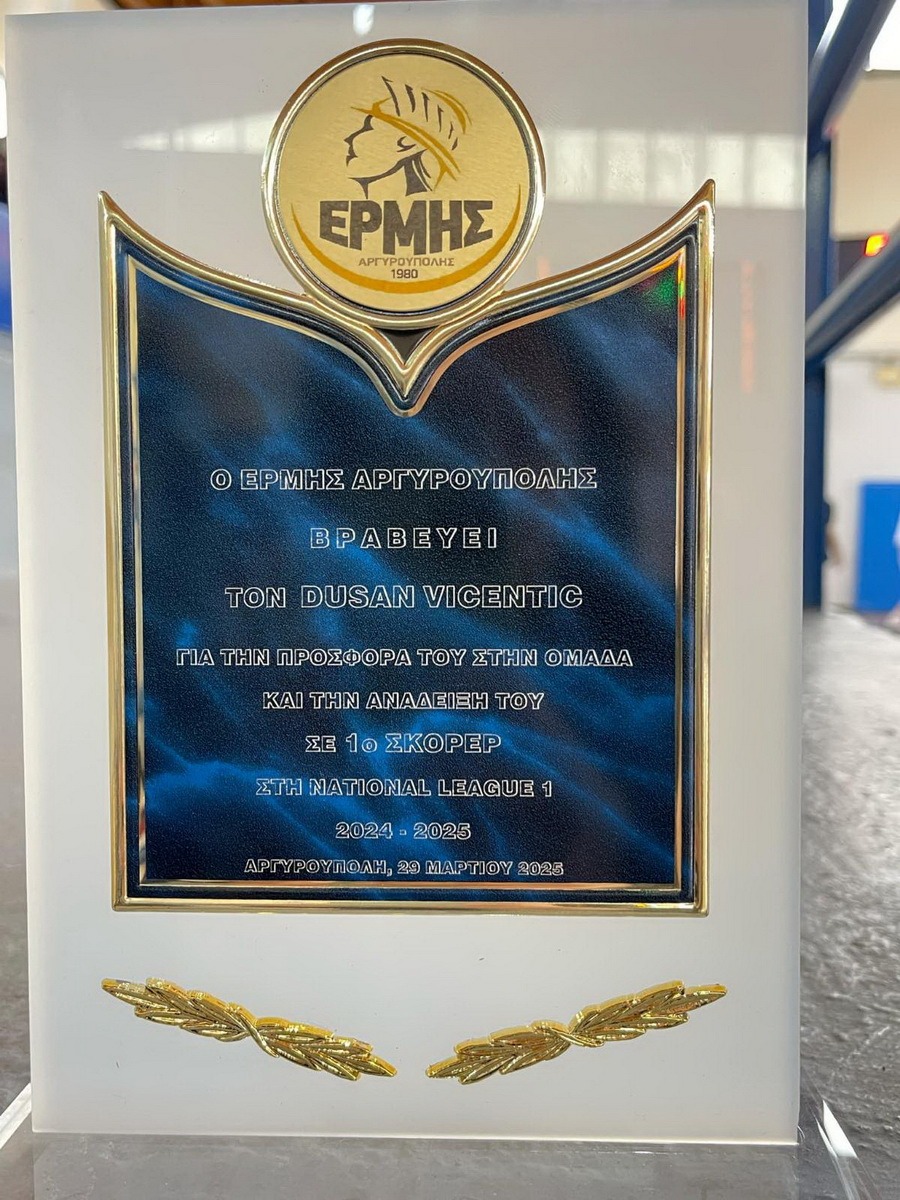 ΕΡΜΗΣ
ΑΡΓΥΡΟΥΠΟΛΗΣ
1980
Ο ΕΡΜΗΣ ΑΡΓΥΡΟΥΠΟΛΗΣ
ΒΡΑΒΕΥΕΙ
ΤΟΝ DUSAN VICENTIC
ΓΙΑ ΤΗΝ ΠΡΟΣΦΟΡΑ ΤΟΥ ΣΤΗΝ ΟΜΑΔΑ
ΚΑΙ ΤΗΝ ΑΝΑΔΕΙΞΗ ΤΟΥ
ΣΕ 1ο ΣΚΟΡΕΡ
ΣΤΗ NATIONAL LEAGUE 1
2024 - 2025
ΑΡΓΥΡΟΥΠΟΛΗ, 29 ΜΑΡΤΙΟΥ 2025